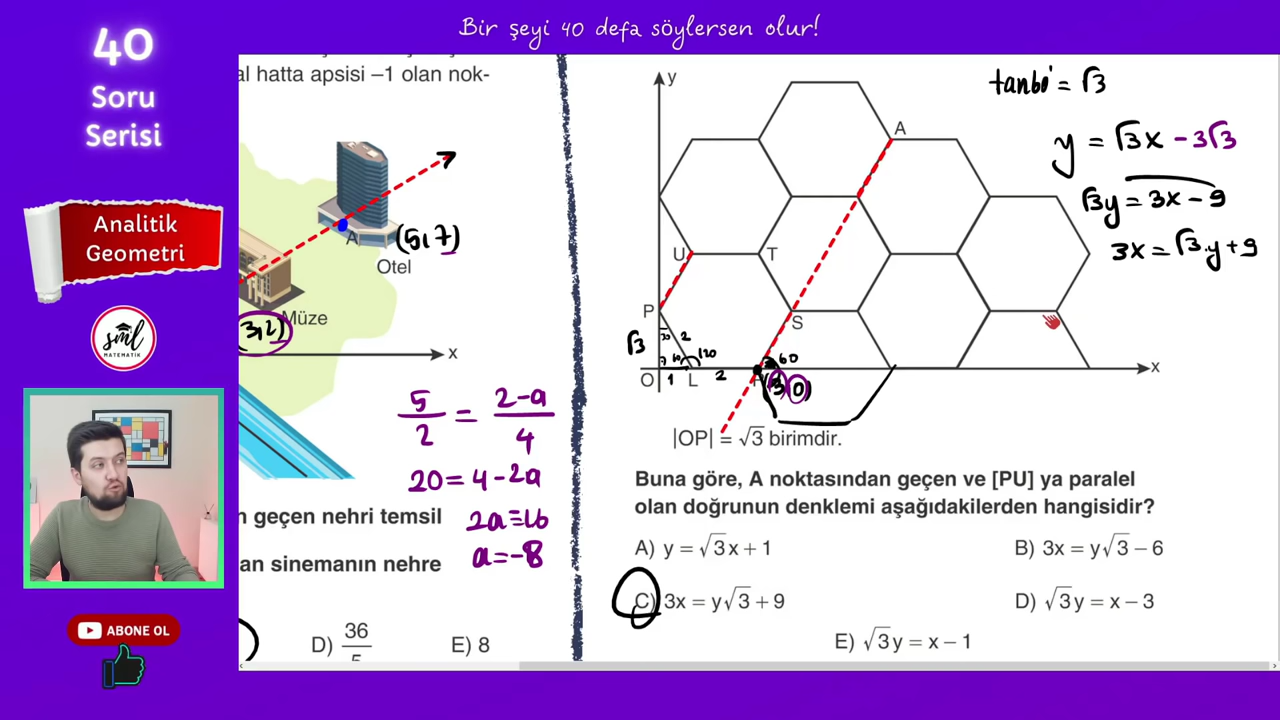 Bir şeyi 40 defa söylersen olur!
40
Soru
Serisi
Analitik
Geometri
sml
MATEMATİK
ABONE OL
al hatta apsisi –1 olan nok-
A
(5,7)
Otel
Müze
3,2)
x
5/2 = 2-a/4
20 = 4 - 2a
2a = 16
a = -8
n geçen nehri temsil
an sinemanın nehre
D) 36/5
E) 8
y
A
U
T
P
S
√3
30
2
60
120
60
O
1
L
2
(3,0)
x
tan60° = √3
y = √3x - 3√3
√3y = 3x - 9
3x = √3.y + 9
|OP| = √3 birimdir.
Buna göre, A noktasından geçen ve [PU] ya paralel
olan doğrunun denklemi aşağıdakilerden hangisidir?
A) y = √3x + 1
B) 3x = y√3 – 6
C) 3x = y√3 + 9
D) √3y = x – 3
E) √3y = x – 1